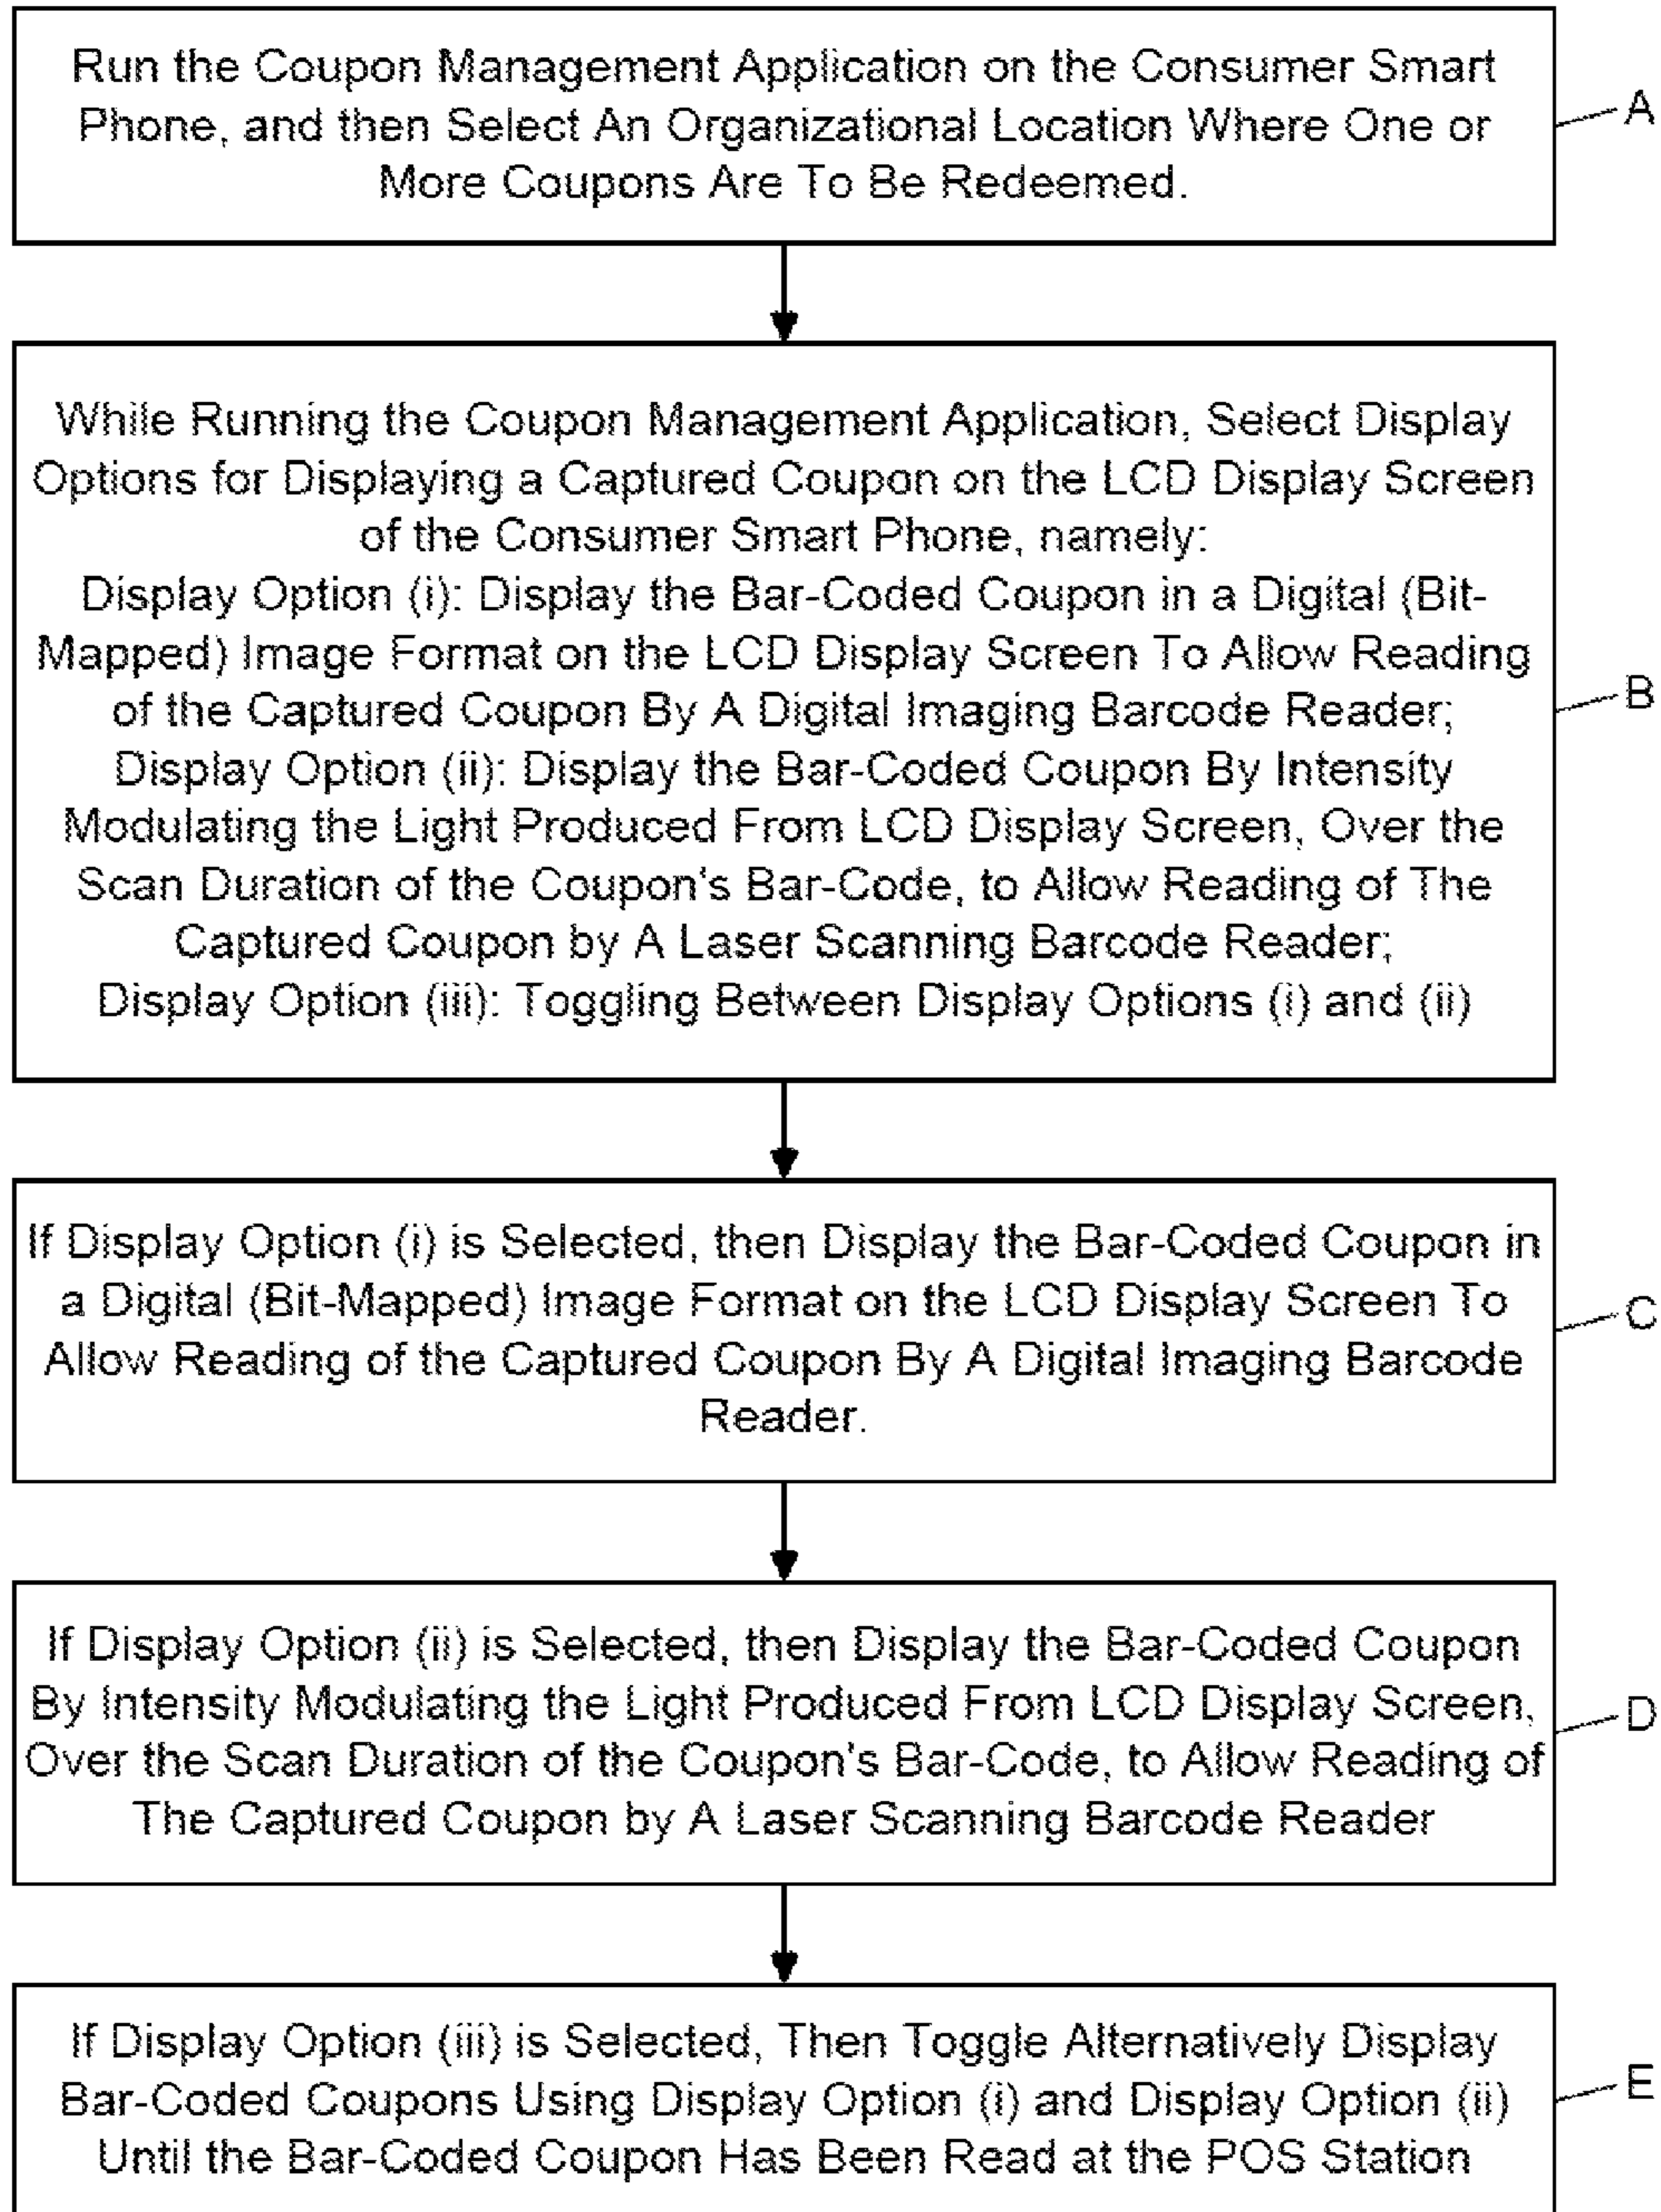 Run the Coupon Management Application on the Consumer Smart
Phone, and then Select An Organizational Location Where One or
More Coupons Are To Be Redeemed.
A
While Running the Coupon Management Application, Select Display
Options for Displaying a Captured Coupon on the LCD Display Screen
of the Consumer Smart Phone, namely:
Display Option (i): Display the Bar-Coded Coupon in a Digital (Bit-
Mapped) Image Format on the LCD Display Screen To Allow Reading
of the Captured Coupon By A Digital Imaging Barcode Reader;
Display Option (ii): Display the Bar-Coded Coupon By Intensity
Modulating the Light Produced From LCD Display Screen, Over the
Scan Duration of the Coupon's Bar-Code, to Allow Reading of The
Captured Coupon by A Laser Scanning Barcode Reader;
Display Option (iii): Toggling Between Display Options (i) and (ii)
B
If Display Option (i) is Selected, then Display the Bar-Coded Coupon in
a Digital (Bit-Mapped) Image Format on the LCD Display Screen To
Allow Reading of the Captured Coupon By A Digital Imaging Barcode
Reader.
C
If Display Option (ii) is Selected, then Display the Bar-Coded Coupon
By Intensity Modulating the Light Produced From LCD Display Screen,
Over the Scan Duration of the Coupon's Bar-Code, to Allow Reading of
The Captured Coupon by A Laser Scanning Barcode Reader
D
If Display Option (iii) is Selected, Then Toggle Alternatively Display
Bar-Coded Coupons Using Display Option (i) and Display Option (ii)
Until the Bar-Coded Coupon Has Been Read at the POS Station
E